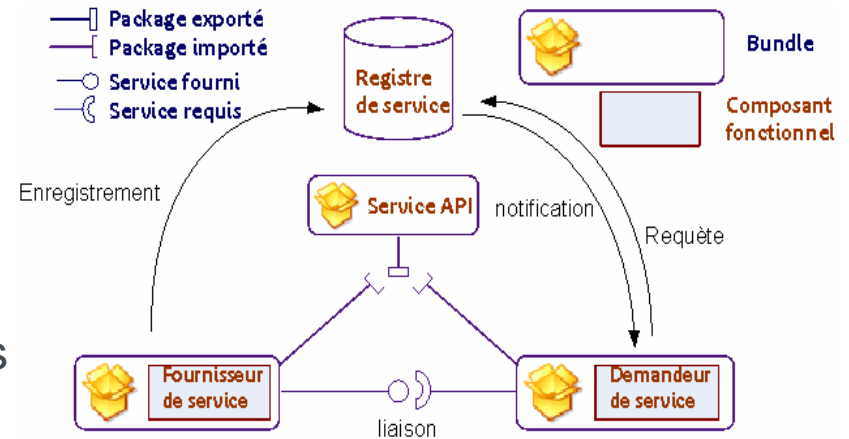 Package exporté
Package importé
Service fourni
Service requis
Registre
de service
Bundle
Composant
fonctionnel
Enregistrement
Service API
notification
Requète
s
Fournisseur
de service
liaison
Demandeur
de service